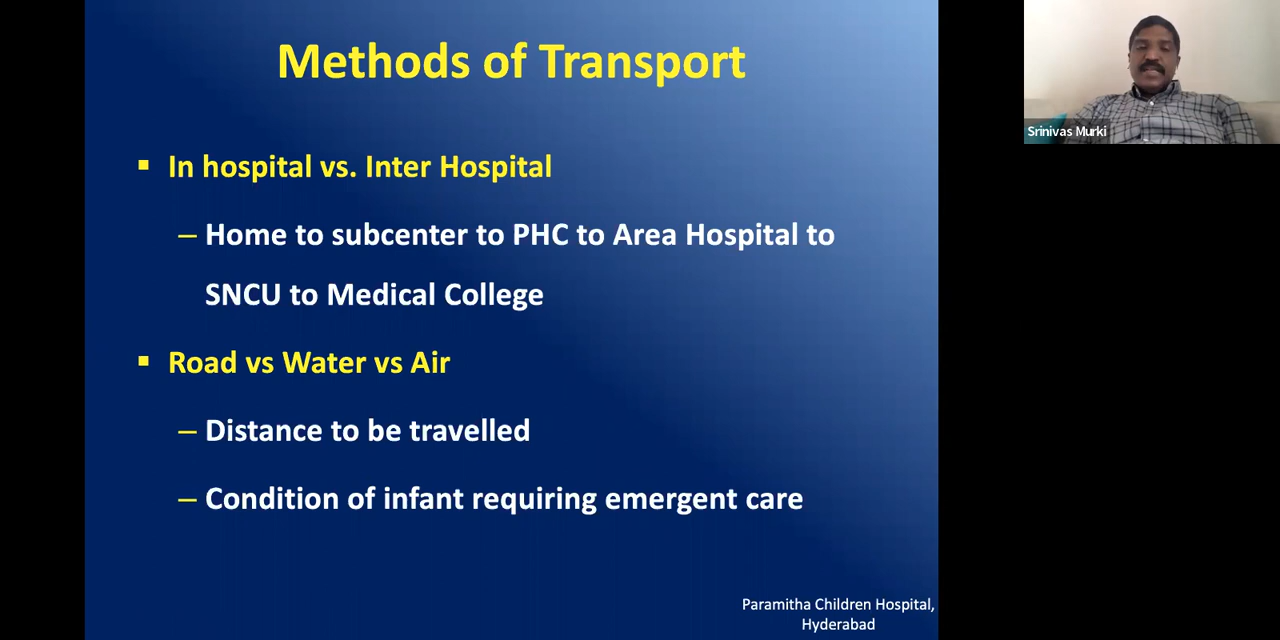 Methods of Transport
▪ In hospital vs. Inter Hospital
– Home to subcenter to PHC to Area Hospital to
SNCU to Medical College
▪ Road vs Water vs Air
– Distance to be travelled
– Condition of infant requiring emergent care
Paramitha Children Hospital,
Hyderabad
Srinivas Murki